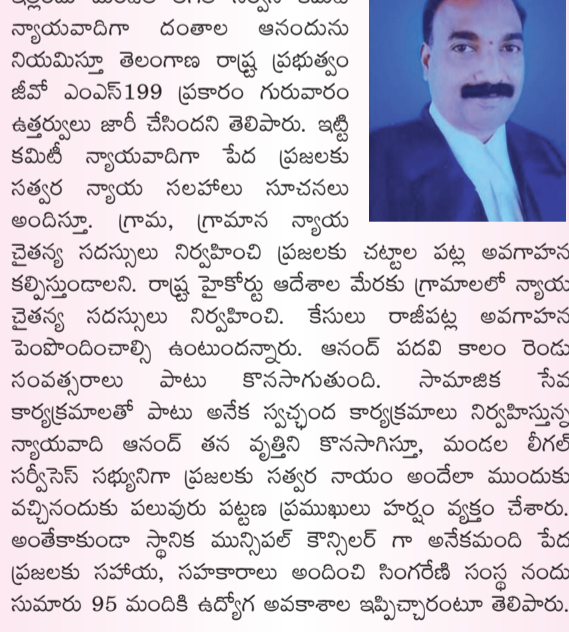 న్యాయవాదిగా దంతాల ఆనందును
నియమిస్తూ తెలంగాణ రాష్ట్ర ప్రభుత్వం
జీవో ఎంఎస్199 ప్రకారం గురువారం
ఉత్తర్వులు జారీ చేసిందని తెలిపారు. ఇట్టి
కమిటీ న్యాయవాదిగా పేద ప్రజలకు
సత్వర న్యాయ సలహాలు సూచనలు
అందిస్తూ. గ్రామ, గ్రామాన న్యాయ
చైతన్య సదస్సులు నిర్వహించి ప్రజలకు చట్టాల పట్ల అవగాహన
కల్పిస్తుండాలని. రాష్ట్ర హైకోర్టు ఆదేశాల మేరకు గ్రామాలలో న్యాయ
చైతన్య సదస్సులు నిర్వహించి. కేసులు రాజీపట్ల అవగాహన
పెంపొందించాల్సి ఉంటుందన్నారు. ఆనంద్ పదవి కాలం రెండు
సంవత్సరాలు పాటు కొనసాగుతుంది. సామాజిక సేవ
కార్యక్రమాలతో పాటు అనేక స్వచ్ఛంద కార్యక్రమాలు నిర్వహిస్తున్న
న్యాయవాది ఆనంద్ తన వృత్తిని కొనసాగిస్తూ, మండల లీగల్
సర్వీసెస్ సభ్యునిగా ప్రజలకు సత్వర నాయం అందేలా ముందుకు
వచ్చినందుకు పలువురు పట్టణ ప్రముఖులు హర్షం వ్యక్తం చేశారు.
అంతేకాకుండా స్థానిక మున్సిపల్ కౌన్సిలర్ గా అనేకమంది పేద
ప్రజలకు సహాయ, సహకారాలు అందించి సింగరేణి సంస్థ నందు
సుమారు 95 మందికి ఉద్యోగ అవకాశాల ఇప్పిచ్చారంటూ తెలిపారు.